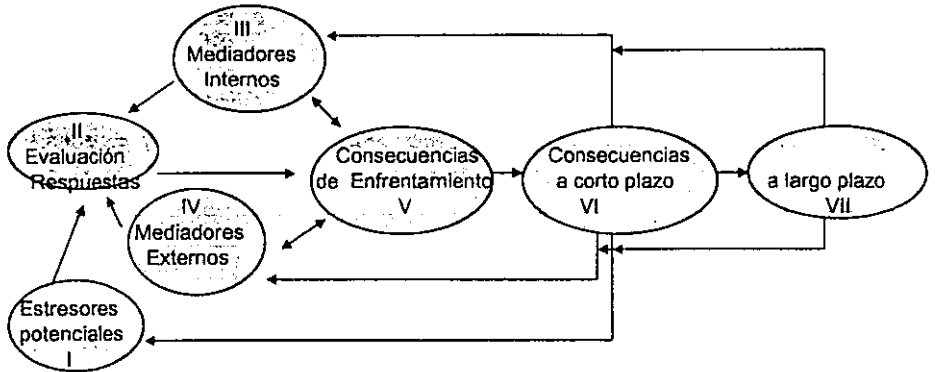 III
Mediadores
Internos
II
Evaluación
Respuestas
IV
Mediadores
Externos
Estresores
potenciales
I
Consecuencias
de Enfrentamiento
V
Consecuencias
a corto plazo
VI
a largo plazo
VII